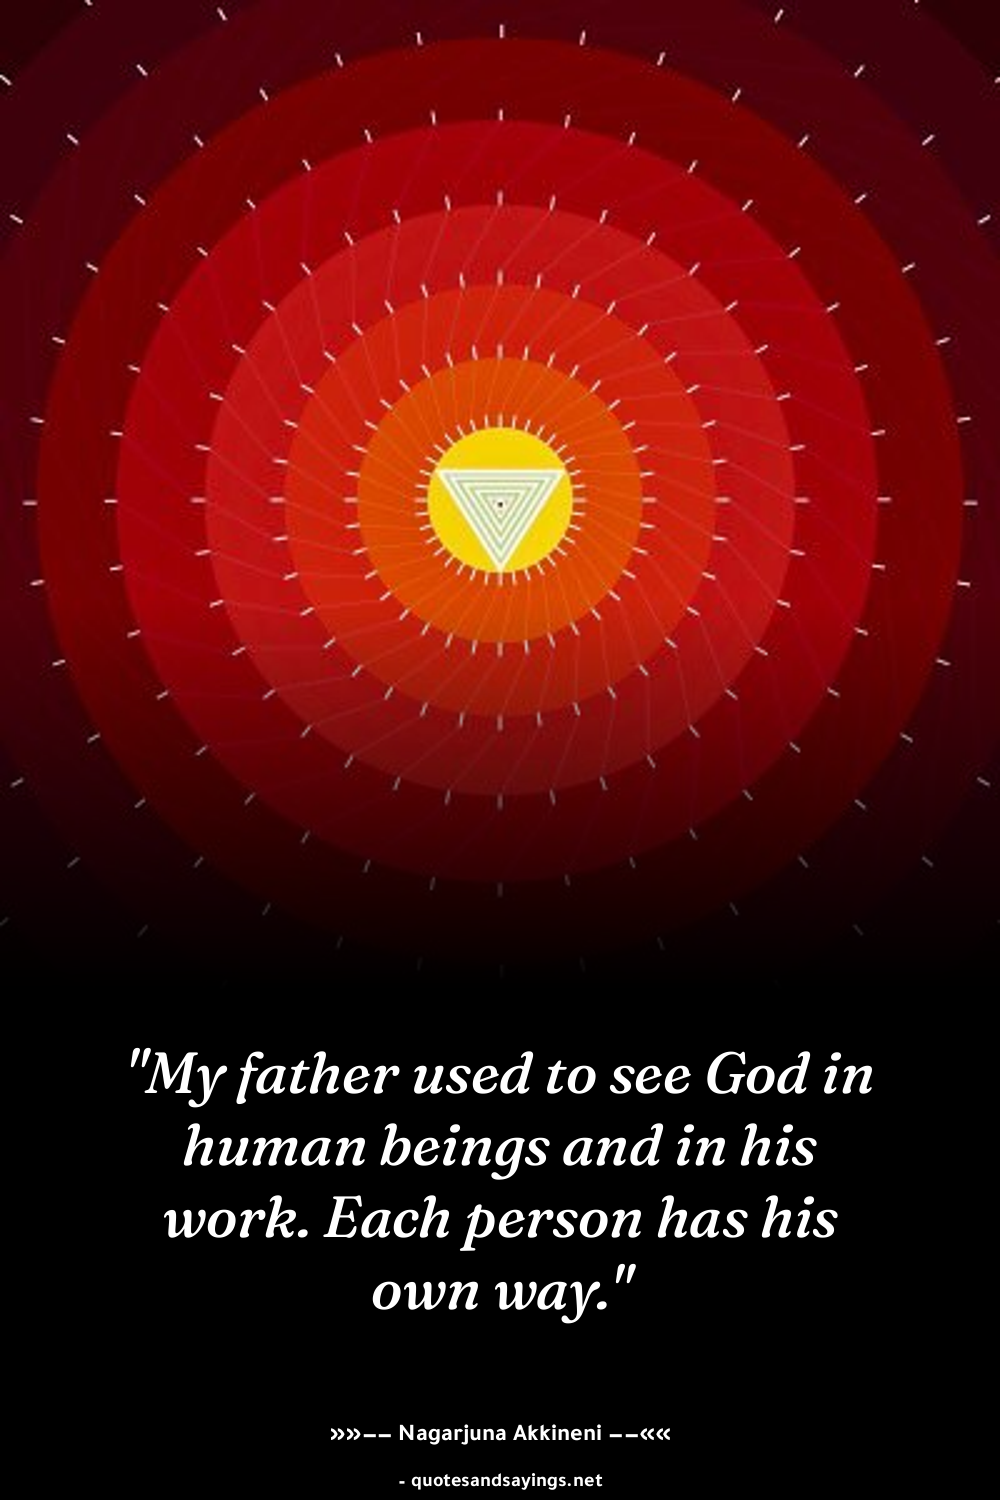 "My father used to see God in
human beings and in his
work. Each person has his
own way."
»»−− Nagarjuna Akkineni −−««
- quotesandsayings.net